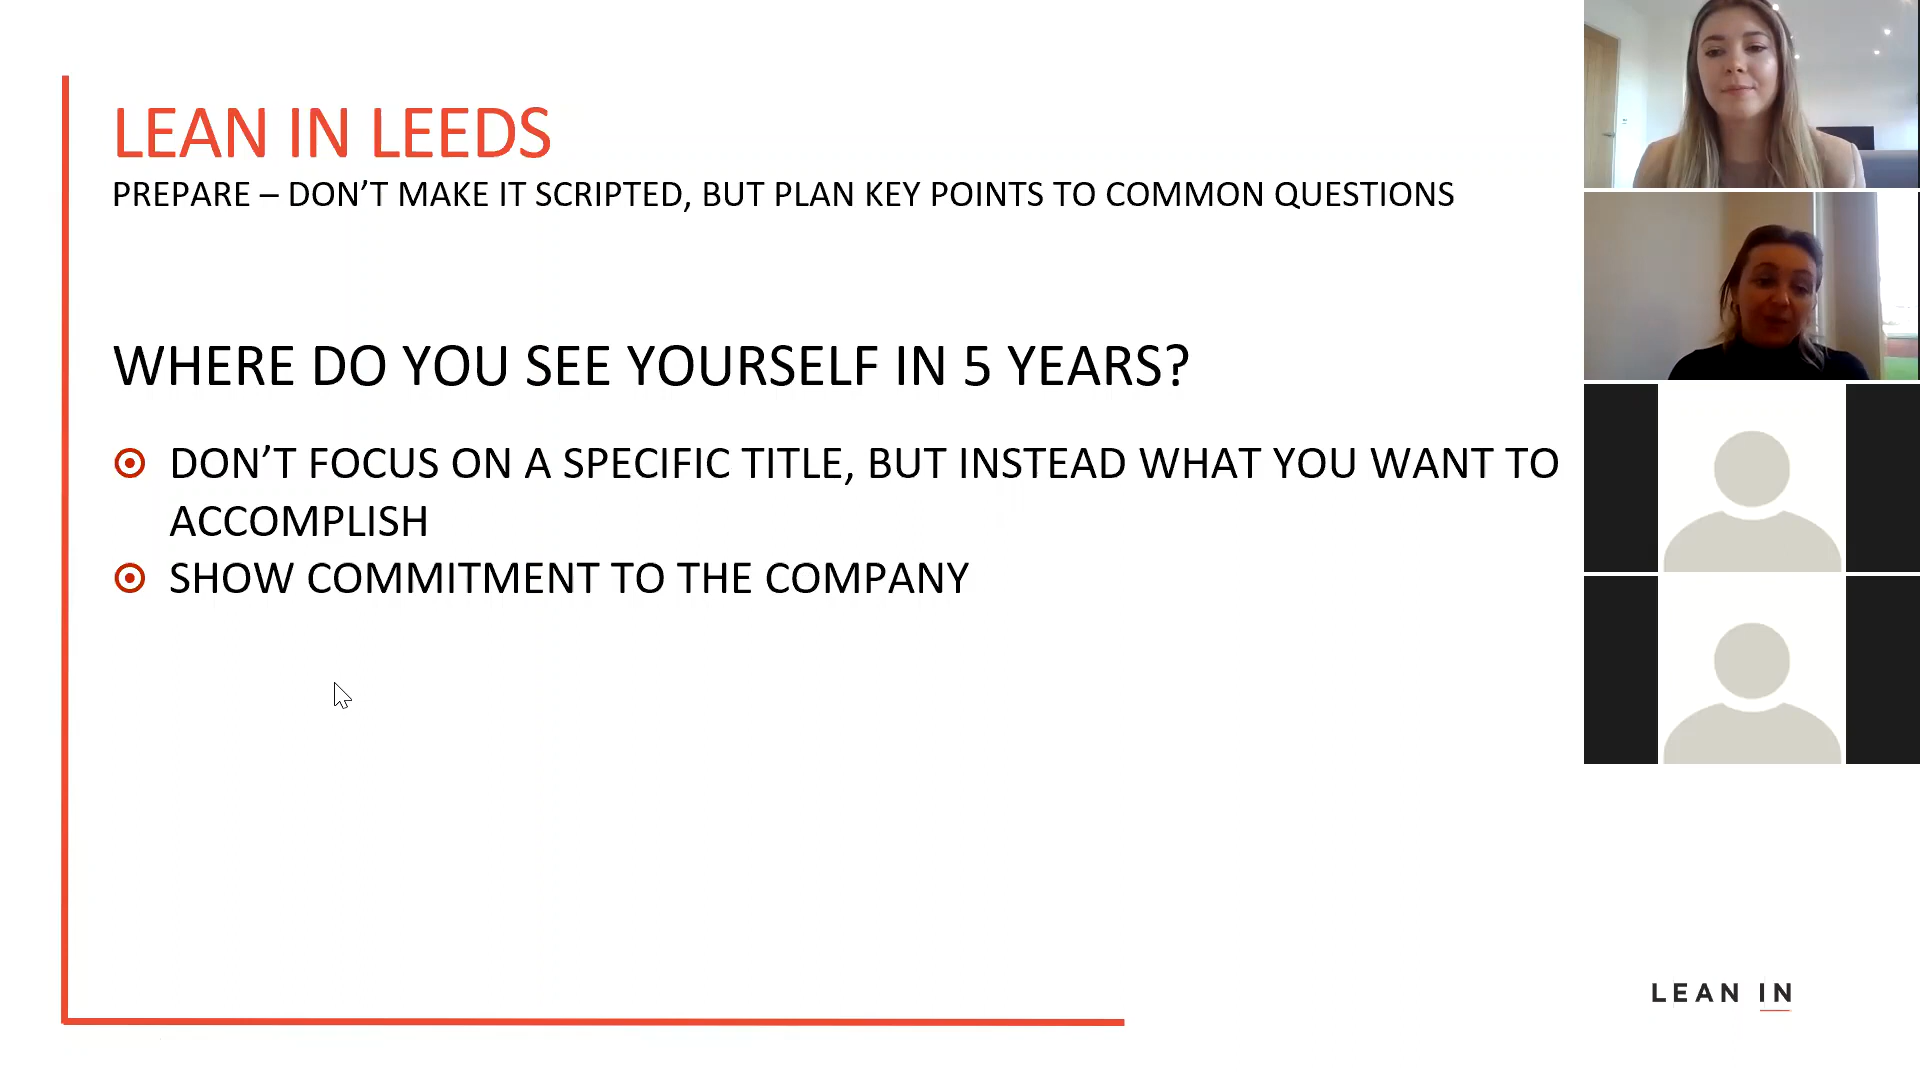 LEAN IN LEEDS
PREPARE – DON’T MAKE IT SCRIPTED, BUT PLAN KEY POINTS TO COMMON QUESTIONS
WHERE DO YOU SEE YOURSELF IN 5 YEARS?
DON’T FOCUS ON A SPECIFIC TITLE, BUT INSTEAD WHAT YOU WANT TO
ACCOMPLISH
SHOW COMMITMENT TO THE COMPANY
LEAN IN